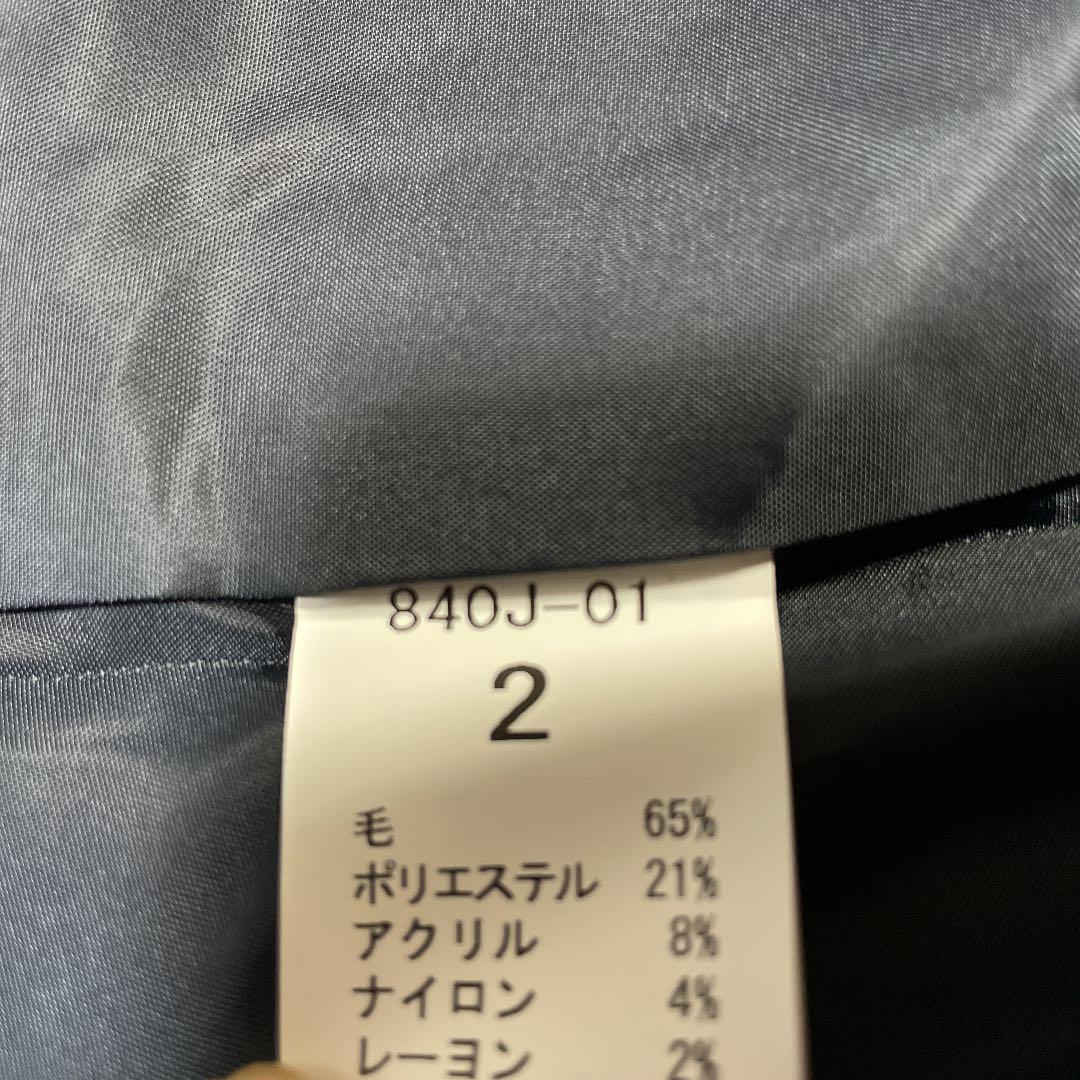 840J-01
2
毛 65%
ポリエステル 21%
アクリル 8%
ナイロン 4%
レーヨン 2%